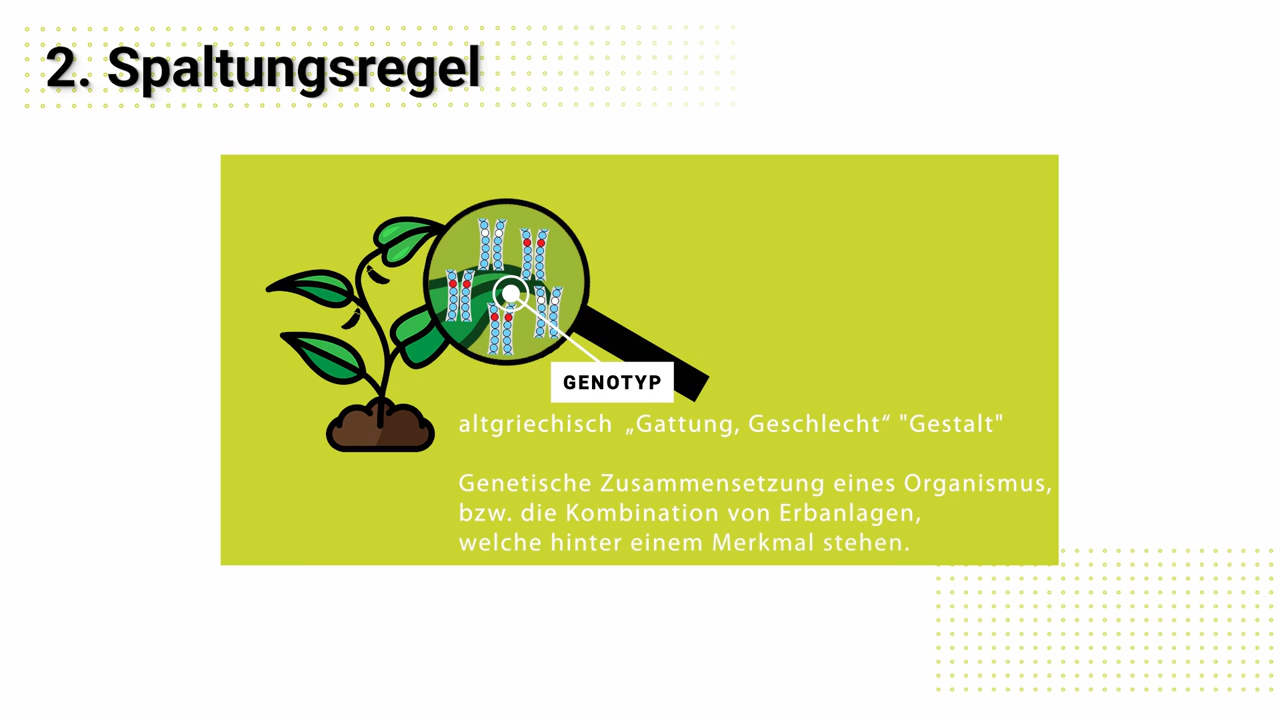 2. Spaltungsregel
GENOTYP
altgriechisch „Gattung, Geschlecht“ "Gestalt"
Genetische Zusammensetzung eines Organismus,
bzw. die Kombination von Erbanlagen,
welche hinter einem Merkmal stehen.